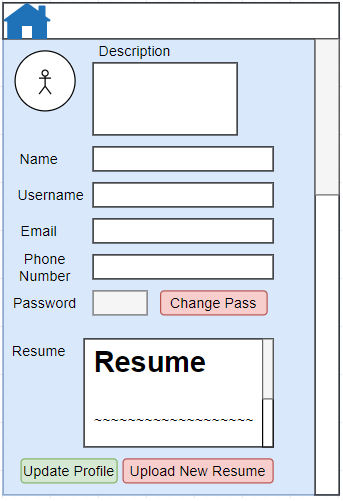 Description
Name
Username
Email
Phone
Number
Password
Change Pass
Resume
Resume
~~~~~~~~~~~~~~~~~~~
Update Profile
Upload New Resume